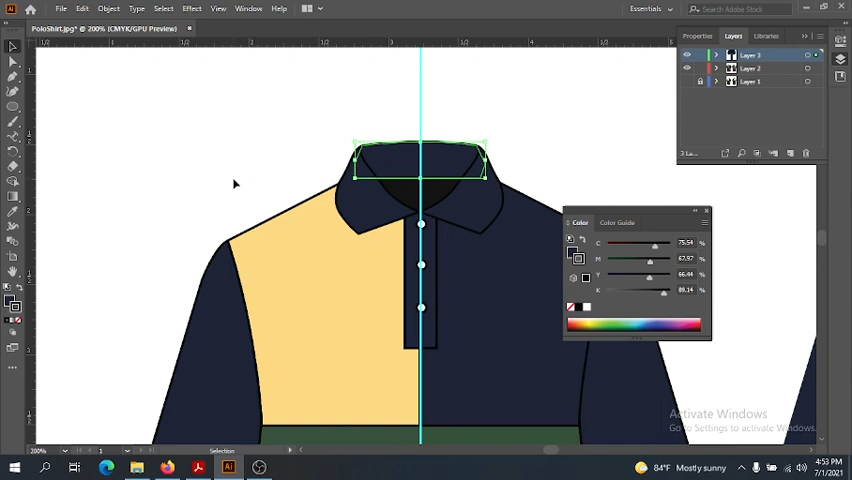 File Edit Object Type Select Effect View Window Help
Essentials
Search Adobe Stock
PoloShirt.jpg* @ 200% (CMYK/GPU Preview)
Properties Layers Libraries
Layer 3
Layer 2
Layer 1
3 La...
Color Color Guide
C 75.54 %
M 67.97 %
Y 66.44 %
K 89.14 %
Activate Windows
Go to Settings to activate Windows.
200% 1 Selection
84°F Mostly sunny
4:53 PM
7/1/2021